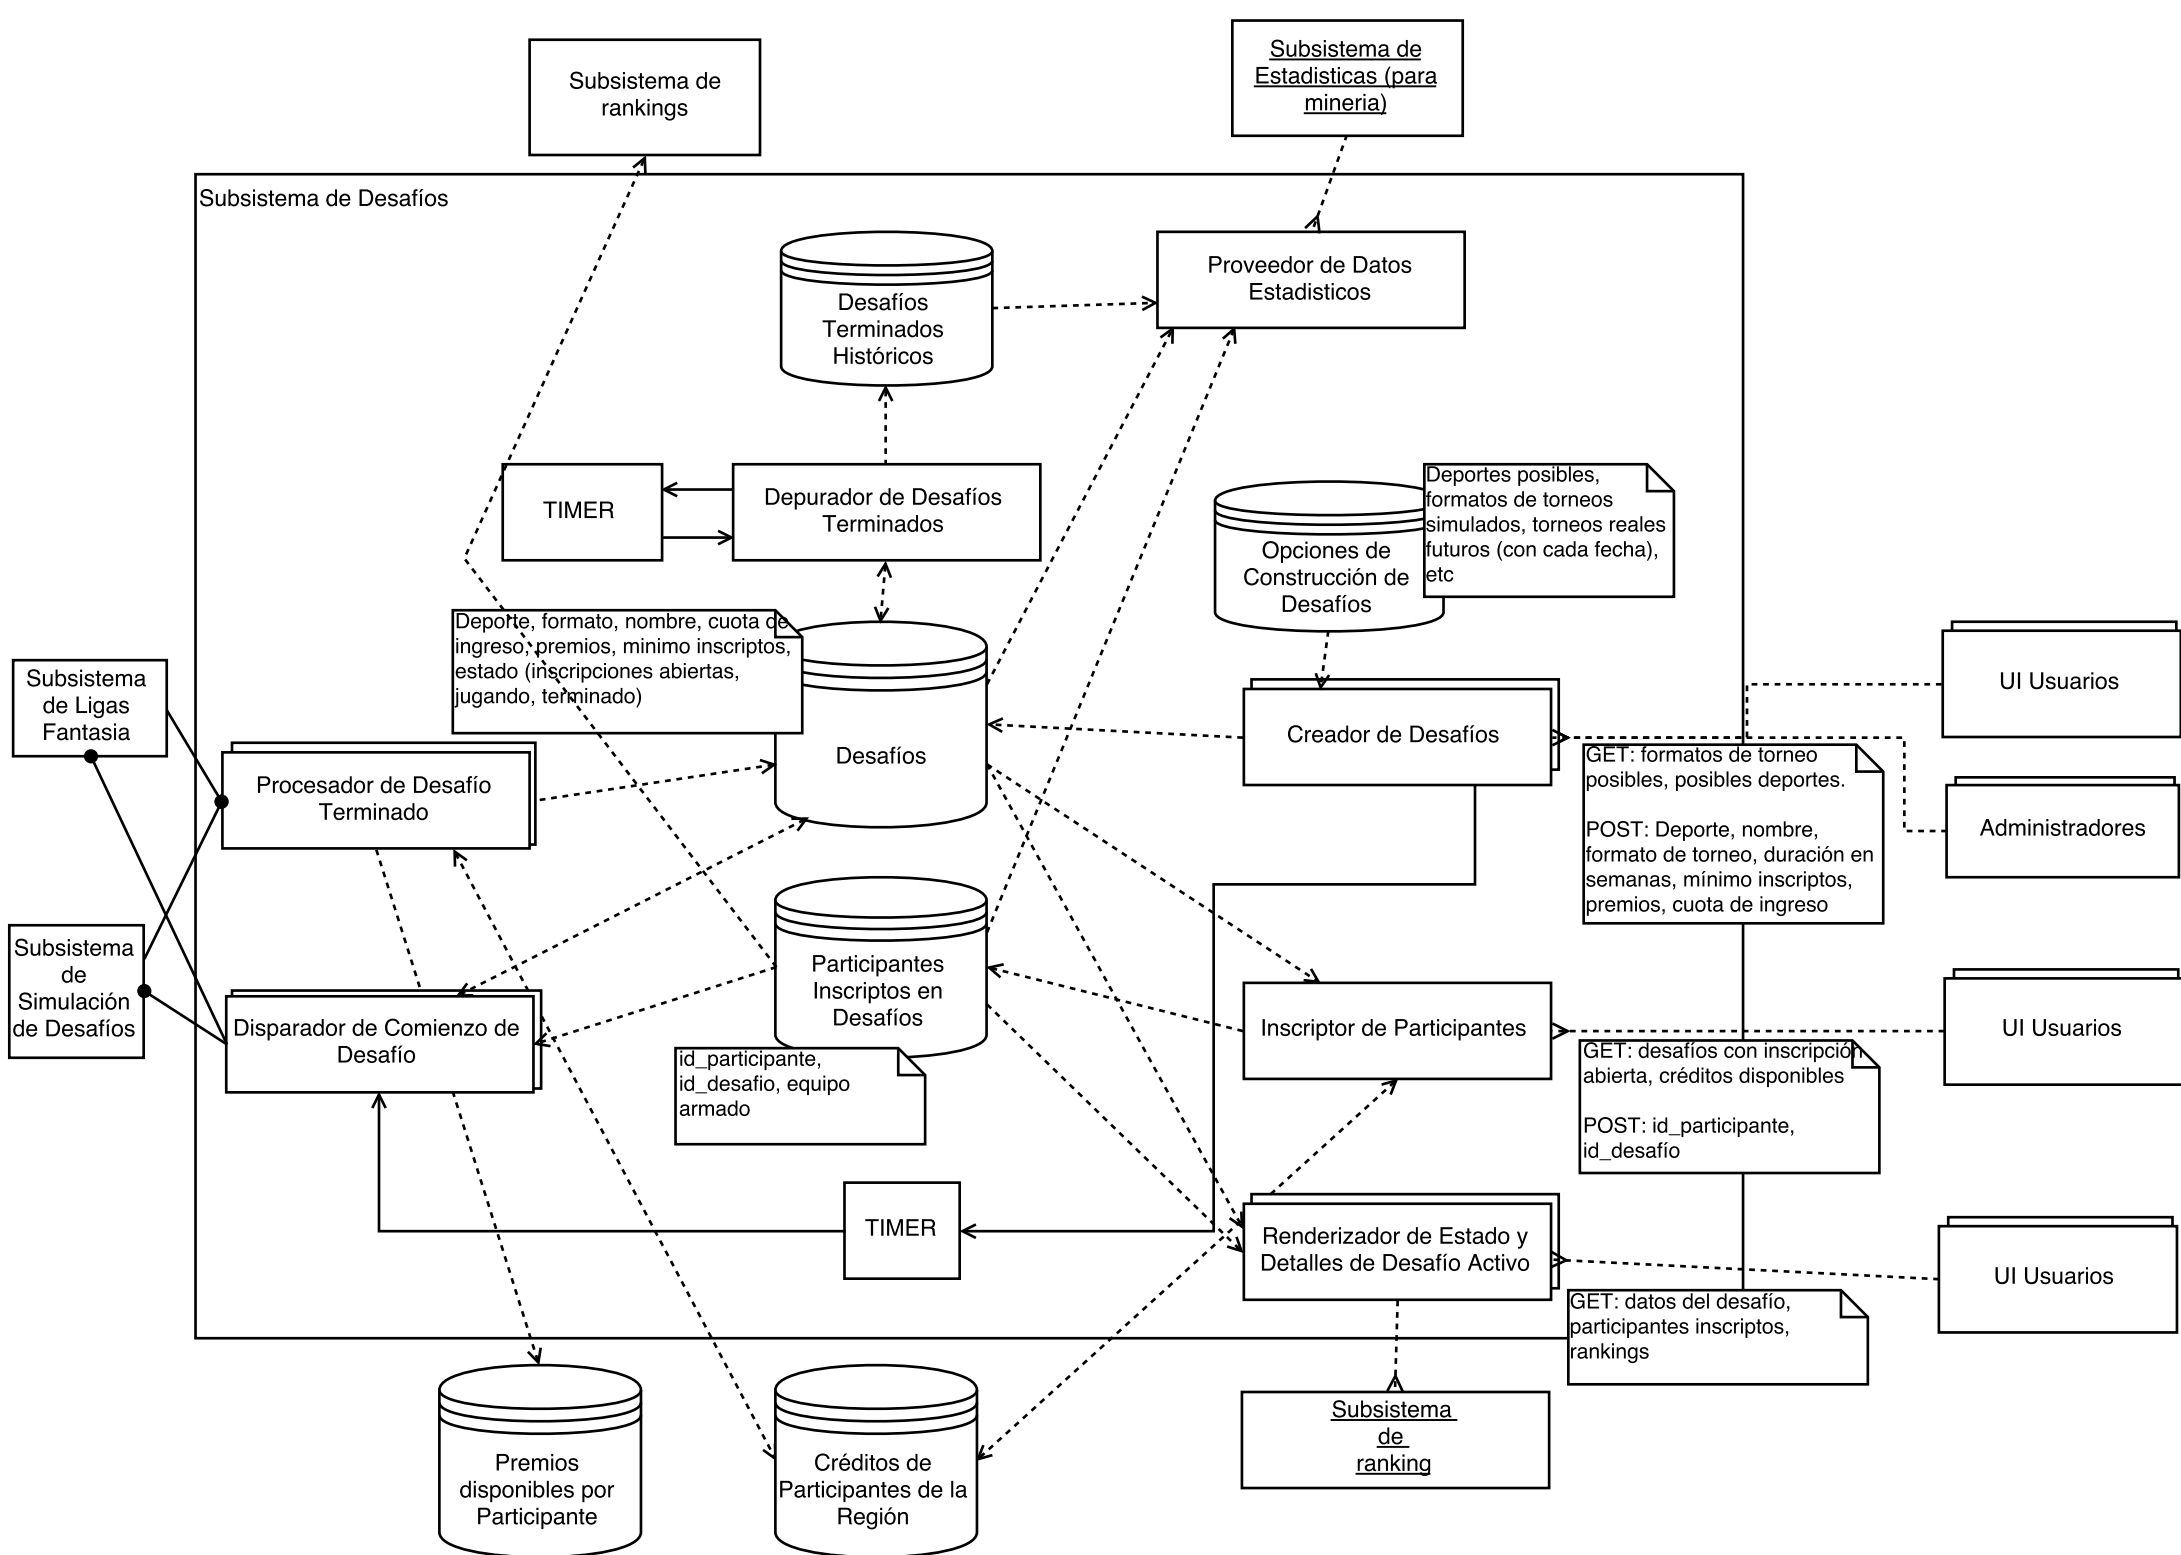 Subsistema de
Estadisticas (para
mineria)
Subsistema de
rankings
Subsistema de Desafíos
Proveedor de Datos
Estadisticos
Desafíos
Terminados
Históricos
TIMER
Depurador de Desafíos
Terminados
Opciones de
Construcción de
Desafíos
Deportes posibles,
formatos de torneos
simulados, torneos reales
futuros (con cada fecha),
etc
Deporte, formato, nombre, cuota de
ingreso, premios, minimo inscriptos,
estado (inscripciones abiertas,
jugando, terminado)
Desafíos
Creador de Desafíos
UI Usuarios
Subsistema
de Ligas
Fantasia
Procesador de Desafío
Terminado
GET: formatos de torneo
posibles, posibles deportes.
POST: Deporte, nombre,
formato de torneo, duración en
semanas, mínimo inscriptos,
premios, cuota de ingreso
Administradores
Subsistema
de
Simulación
de Desafíos
Disparador de Comienzo de
Desafío
Participantes
Inscriptos en
Desafíos
id_participante,
id_desafio, equipo
armado
Inscriptor de Participantes
UI Usuarios
GET: desafíos con inscripción
abierta, créditos disponibles
POST: id_participante,
id_desafío
TIMER
Renderizador de Estado y
Detalles de Desafío Activo
UI Usuarios
GET: datos del desafío,
participantes inscriptos,
rankings
Premios
disponibles por
Participante
Créditos de
Participantes de la
Región
Subsistema
de
ranking